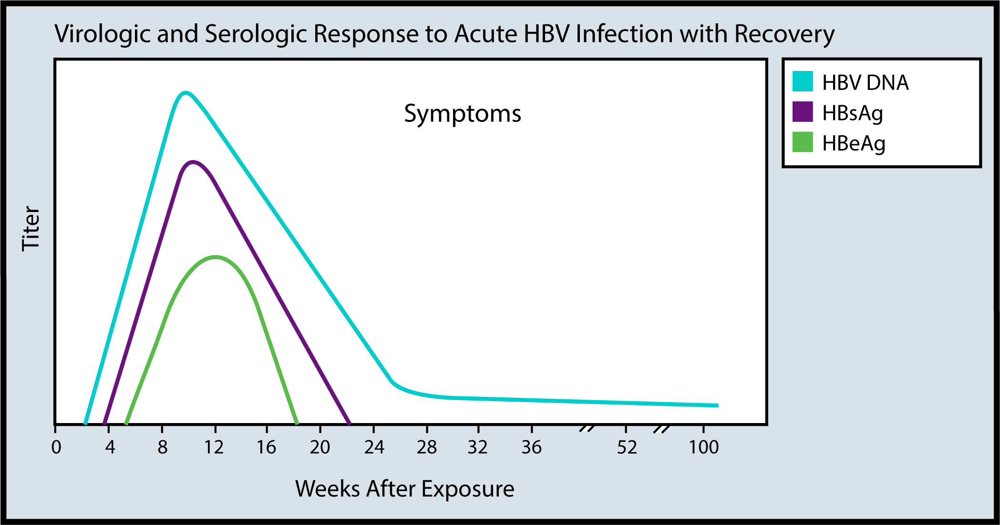 Virologic and Serologic Response to Acute HBV Infection with Recovery
HBV DNA
HBsAg
HBeAg
Symptoms
Titer
0 4 8 12 16 20 24 28 32 36 52 100
Weeks After Exposure